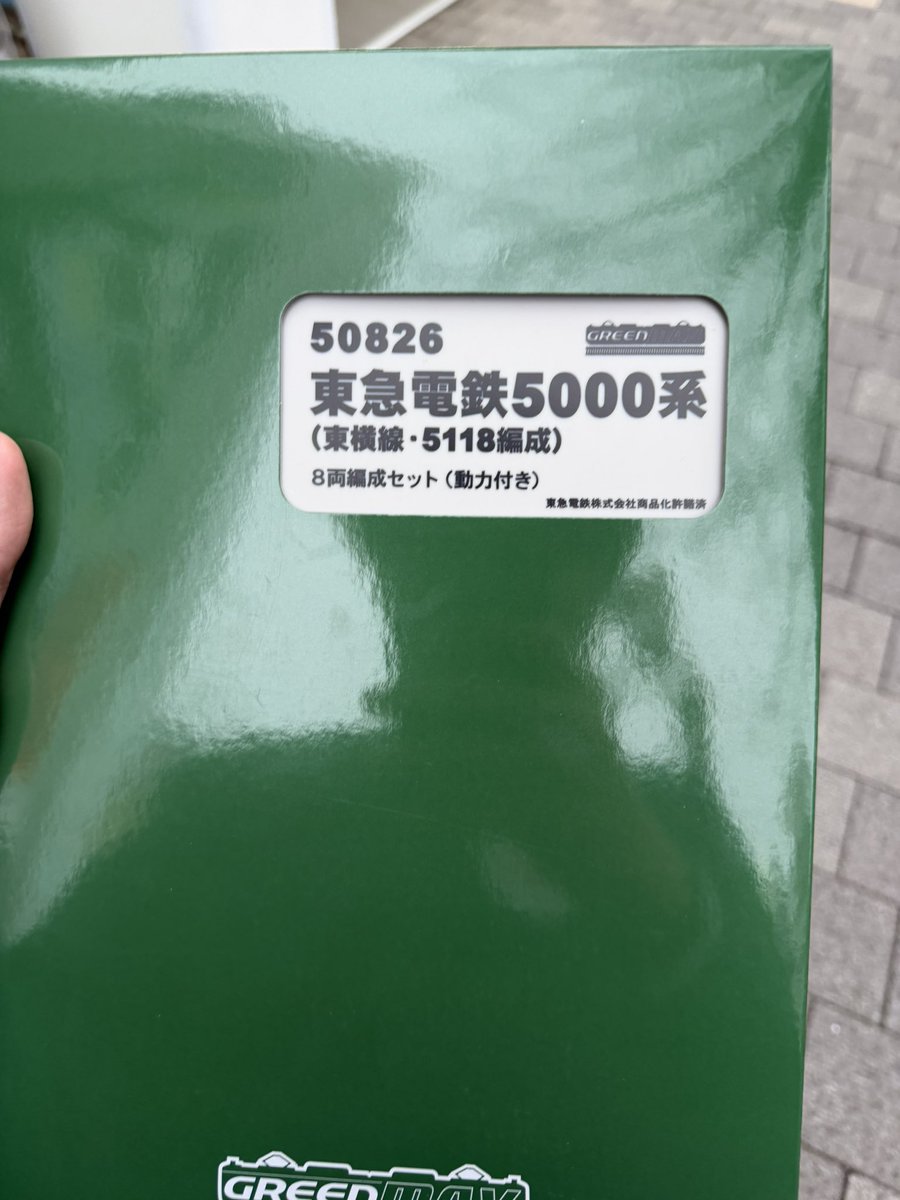 50826
GREENMAX
東急電鉄5000系
(東横線・5118編成)
8両編成セット(動力付き)
東急電鉄株式会社商品化許諾済
GREENMAX